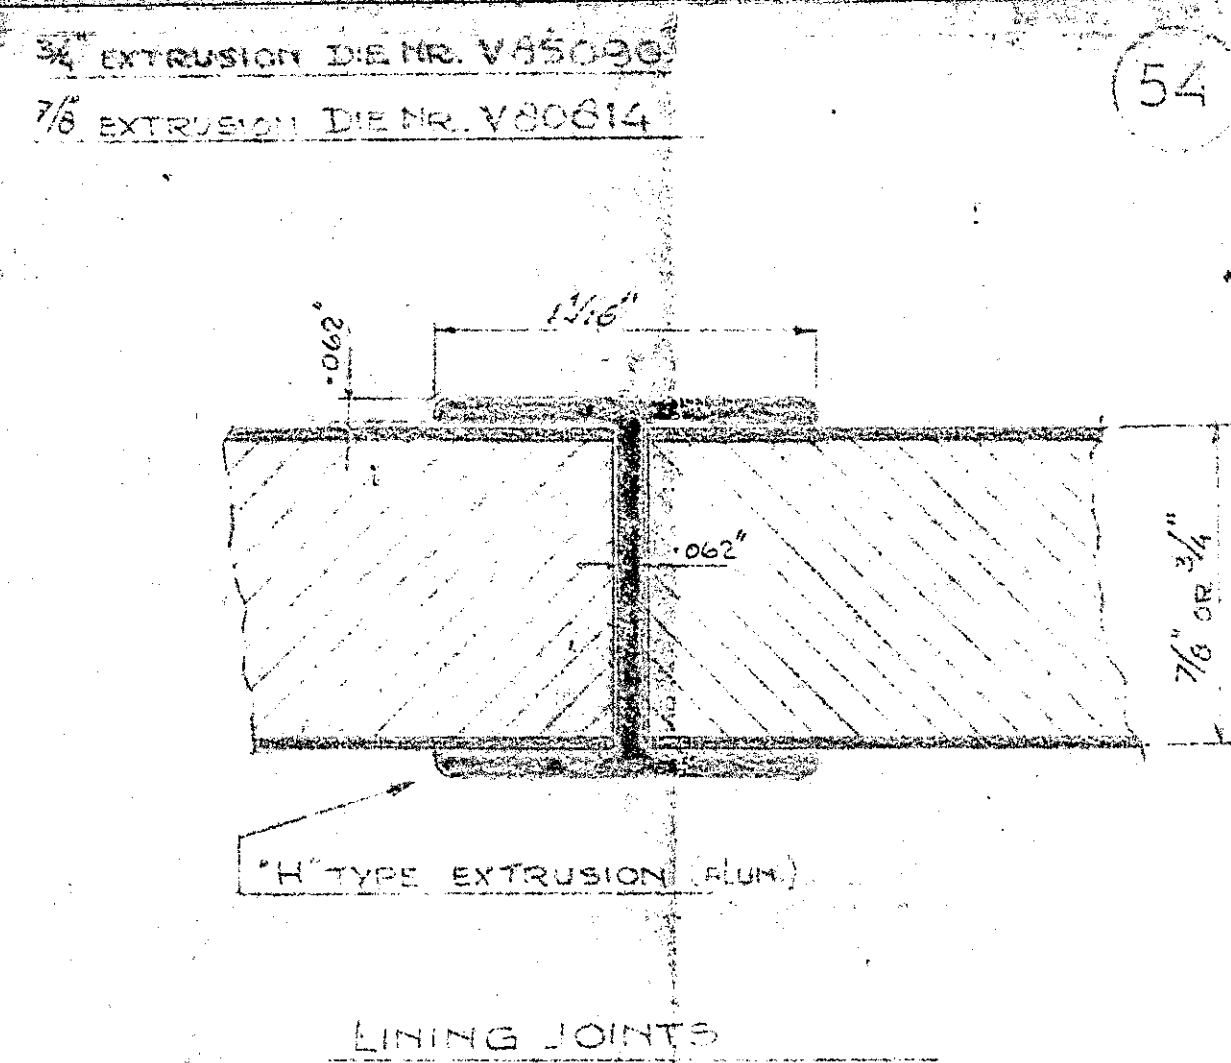 3/4" EXTRUSION DIE NR. V85090
7/8" EXTRUSION DIE NR. V80814
54
1 1/16"
.062"
.062"
7/8" OR 3/4"
"H" TYPE EXTRUSION (ALUM.)
LINING JOINTS